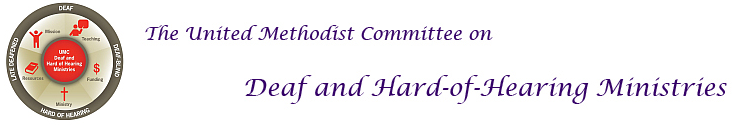 DEAF
Mission
Teaching
LATE DEAFENED
UMC
Deaf and
Hard of Hearing
Ministries
DEAF-BLIND
Resources
$
Funding
Ministry
HARD OF HEARING
The United Methodist Committee on
Deaf and Hard-of-Hearing Ministries